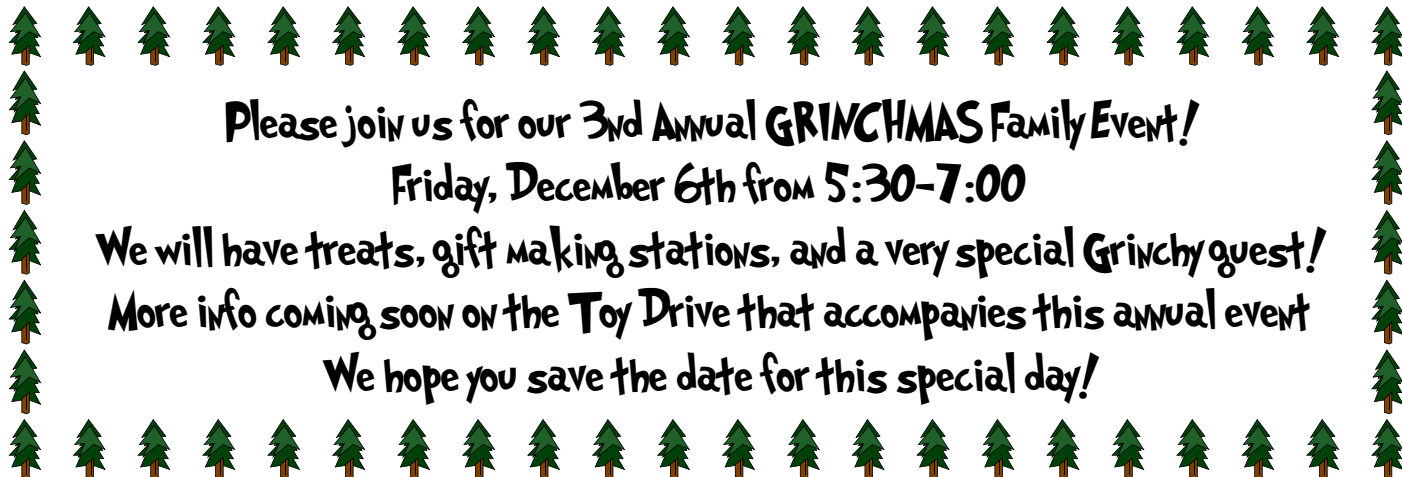 Please join us for our 3nd Annual GRINCHMAS Family Event!
Friday, December 6th from 5:30-7:00
We will have treats, gift making stations, and a very special Grinchy guest!
More info coming soon on the Toy Drive that accompanies this annual event
We hope you save the date for this special day!